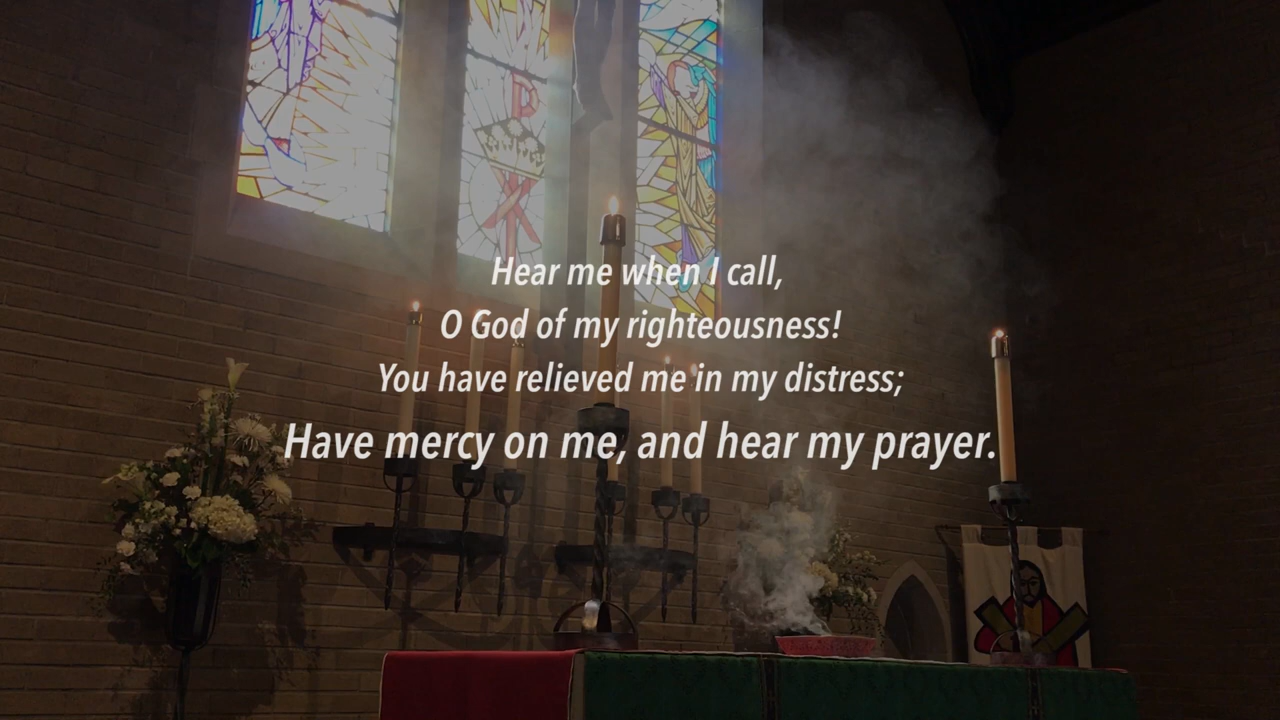 Hear me when I call,
O God of my righteousness!
You have relieved me in my distress;
Have mercy on me, and hear my prayer.